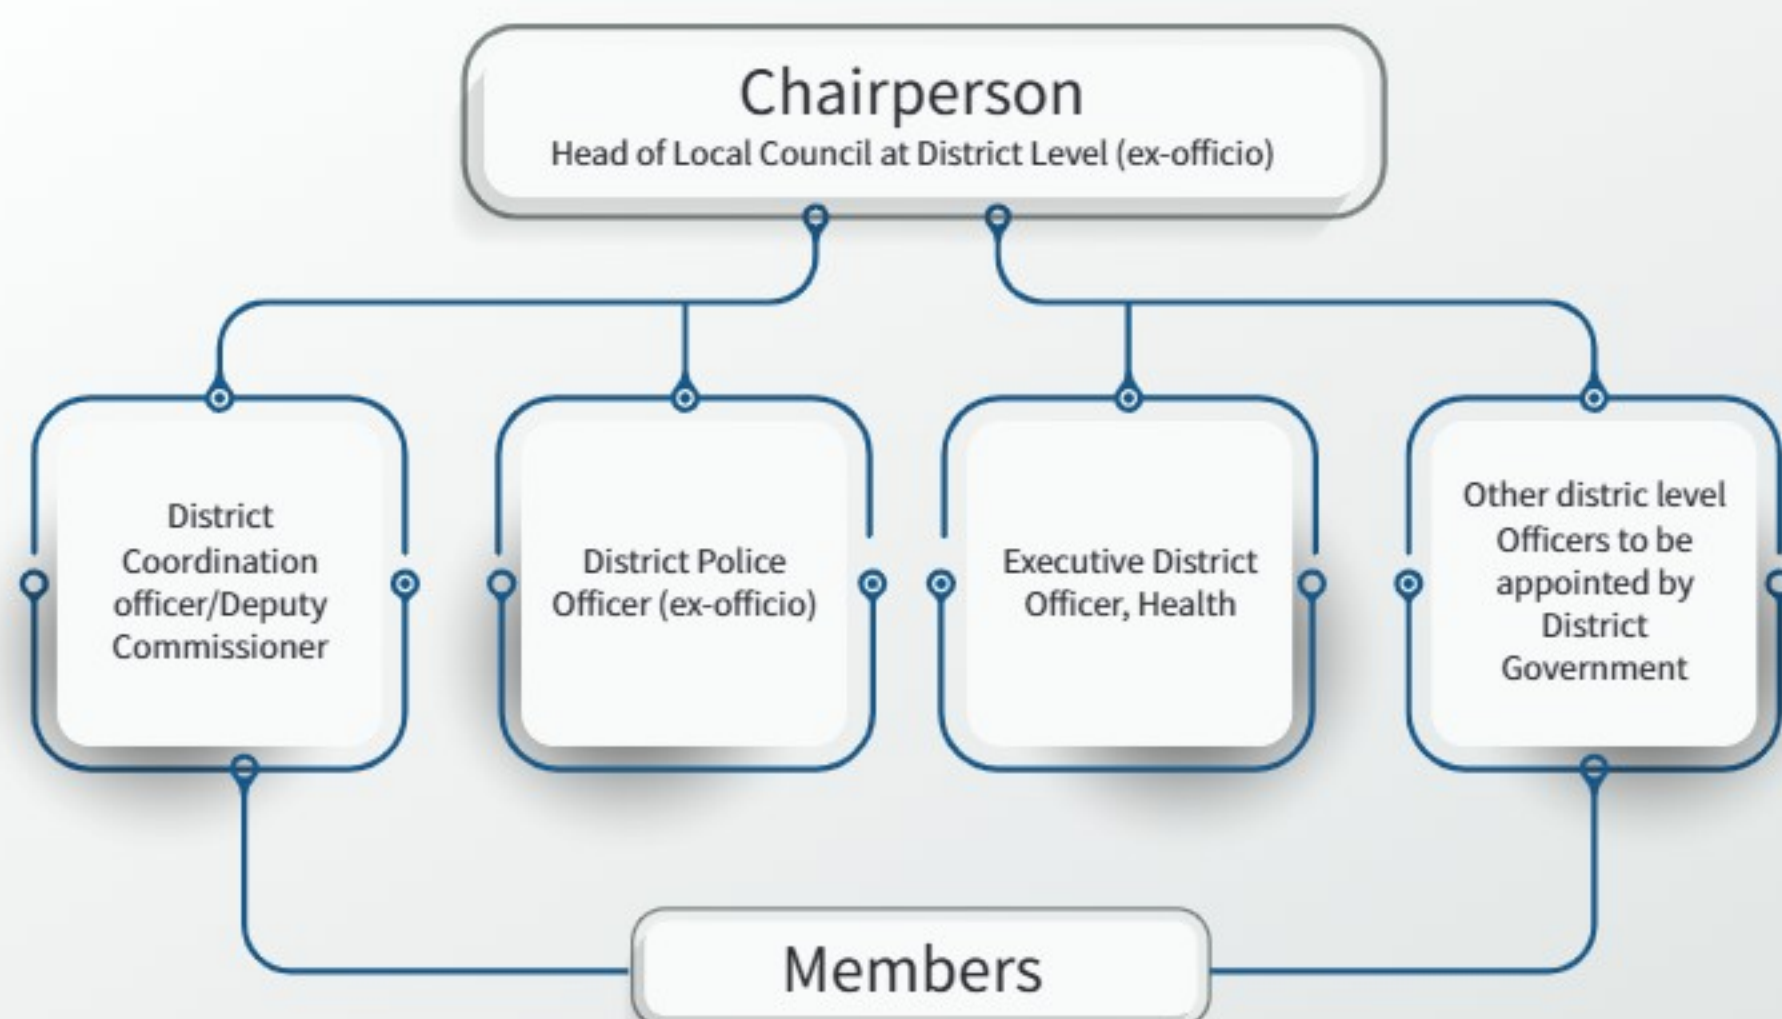 Chairperson
Head of Local Council at District Level (ex-officio)
District
Coordination
officer/Deputy
Commissioner
District Police
Officer (ex-officio)
Executive District
Officer, Health
Other distric level
Officers to be
appointed by
District
Government
Members